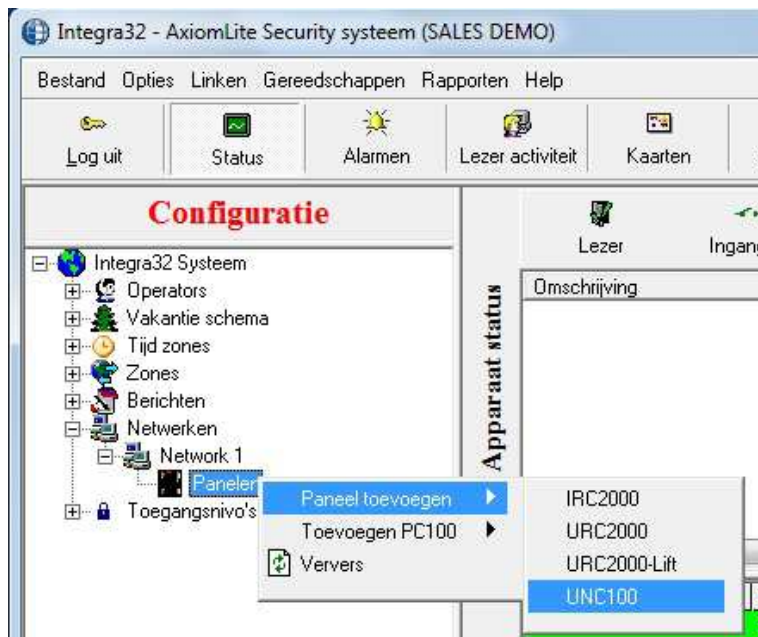 Integra32 - AxiomLite Security systeem (SALES DEMO)
Bestand Opties Linken Gereedschappen Rapporten Help
Log uit Status Alarmen Lezer activiteit Kaarten
Configuratie
Integra32 Systeem
Operators
Vakantie schema
Tijd zones
Zones
Berichten
Netwerken
Network 1
Panelen
Toegangsnivo's
Apparaat status
Lezer
Omschrijving
Paneel toevoegen
Toevoegen PC100
Ververs
IRC2000
URC2000
URC2000-Lift
UNC100